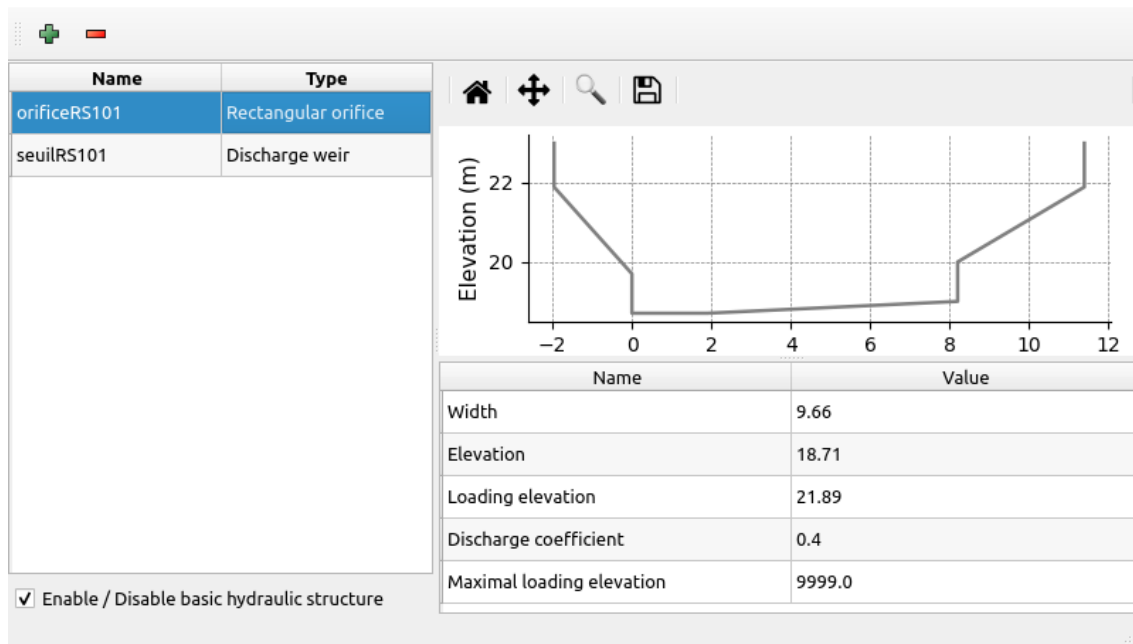 Name Type
orificeRS101 Rectangular orifice
seuilRS101 Discharge weir
Enable / Disable basic hydraulic structure
Elevation (m)
22
20
−2 0 2 4 6 8 10 12
Name Value
Width 9.66
Elevation 18.71
Loading elevation 21.89
Discharge coefficient 0.4
Maximal loading elevation 9999.0